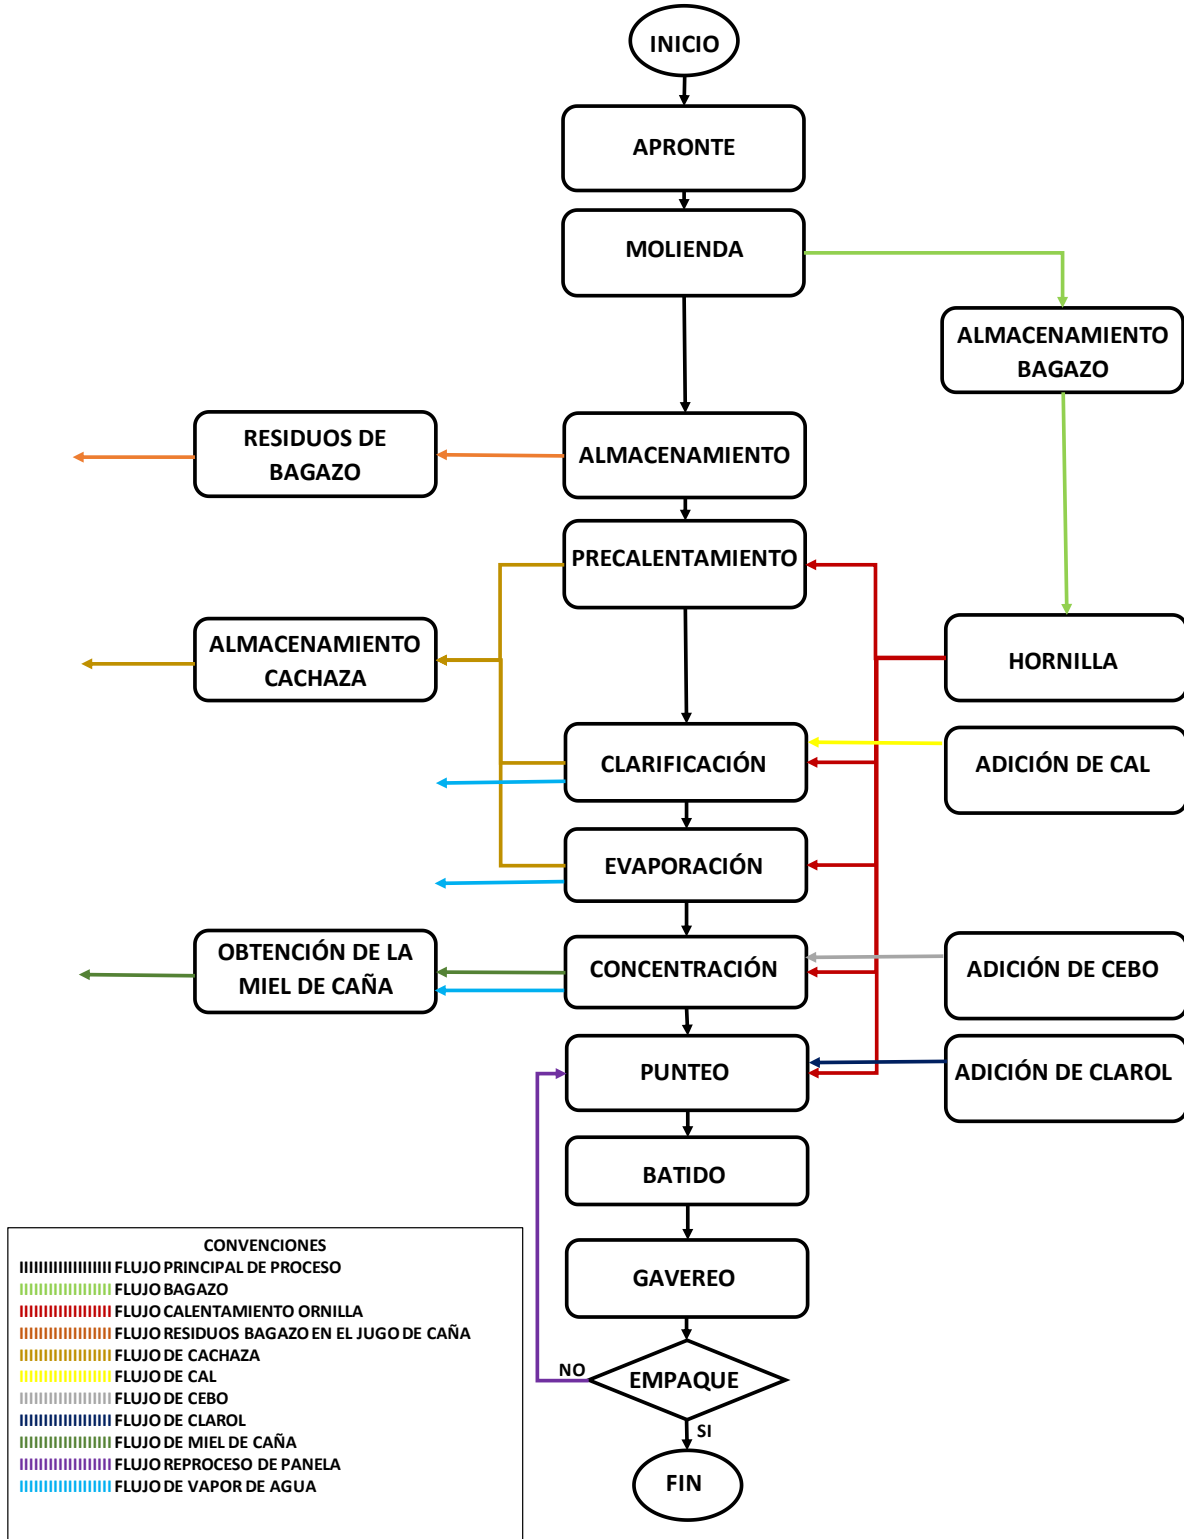 INICIO
APRONTE
MOLIENDA
ALMACENAMIENTO
BAGAZO
RESIDUOS DE
BAGAZO
ALMACENAMIENTO
PRECALENTAMIENTO
ALMACENAMIENTO
CACHAZA
HORNILLA
CLARIFICACIÓN
ADICIÓN DE CAL
EVAPORACIÓN
OBTENCIÓN DE LA
MIEL DE CAÑA
CONCENTRACIÓN
ADICIÓN DE CEBO
PUNTEO
ADICIÓN DE CLAROL
BATIDO
GAVEREO
NO
EMPAQUE
SI
FIN
CONVENCIONES
FLUJO PRINCIPAL DE PROCESO
FLUJO BAGAZO
FLUJO CALENTAMIENTO ORNILLA
FLUJO RESIDUOS BAGAZO EN EL JUGO DE CAÑA
FLUJO DE CACHAZA
FLUJO DE CAL
FLUJO DE CEBO
FLUJO DE CLAROL
FLUJO DE MIEL DE CAÑA
FLUJO REPROCESO DE PANELA
FLUJO DE VAPOR DE AGUA